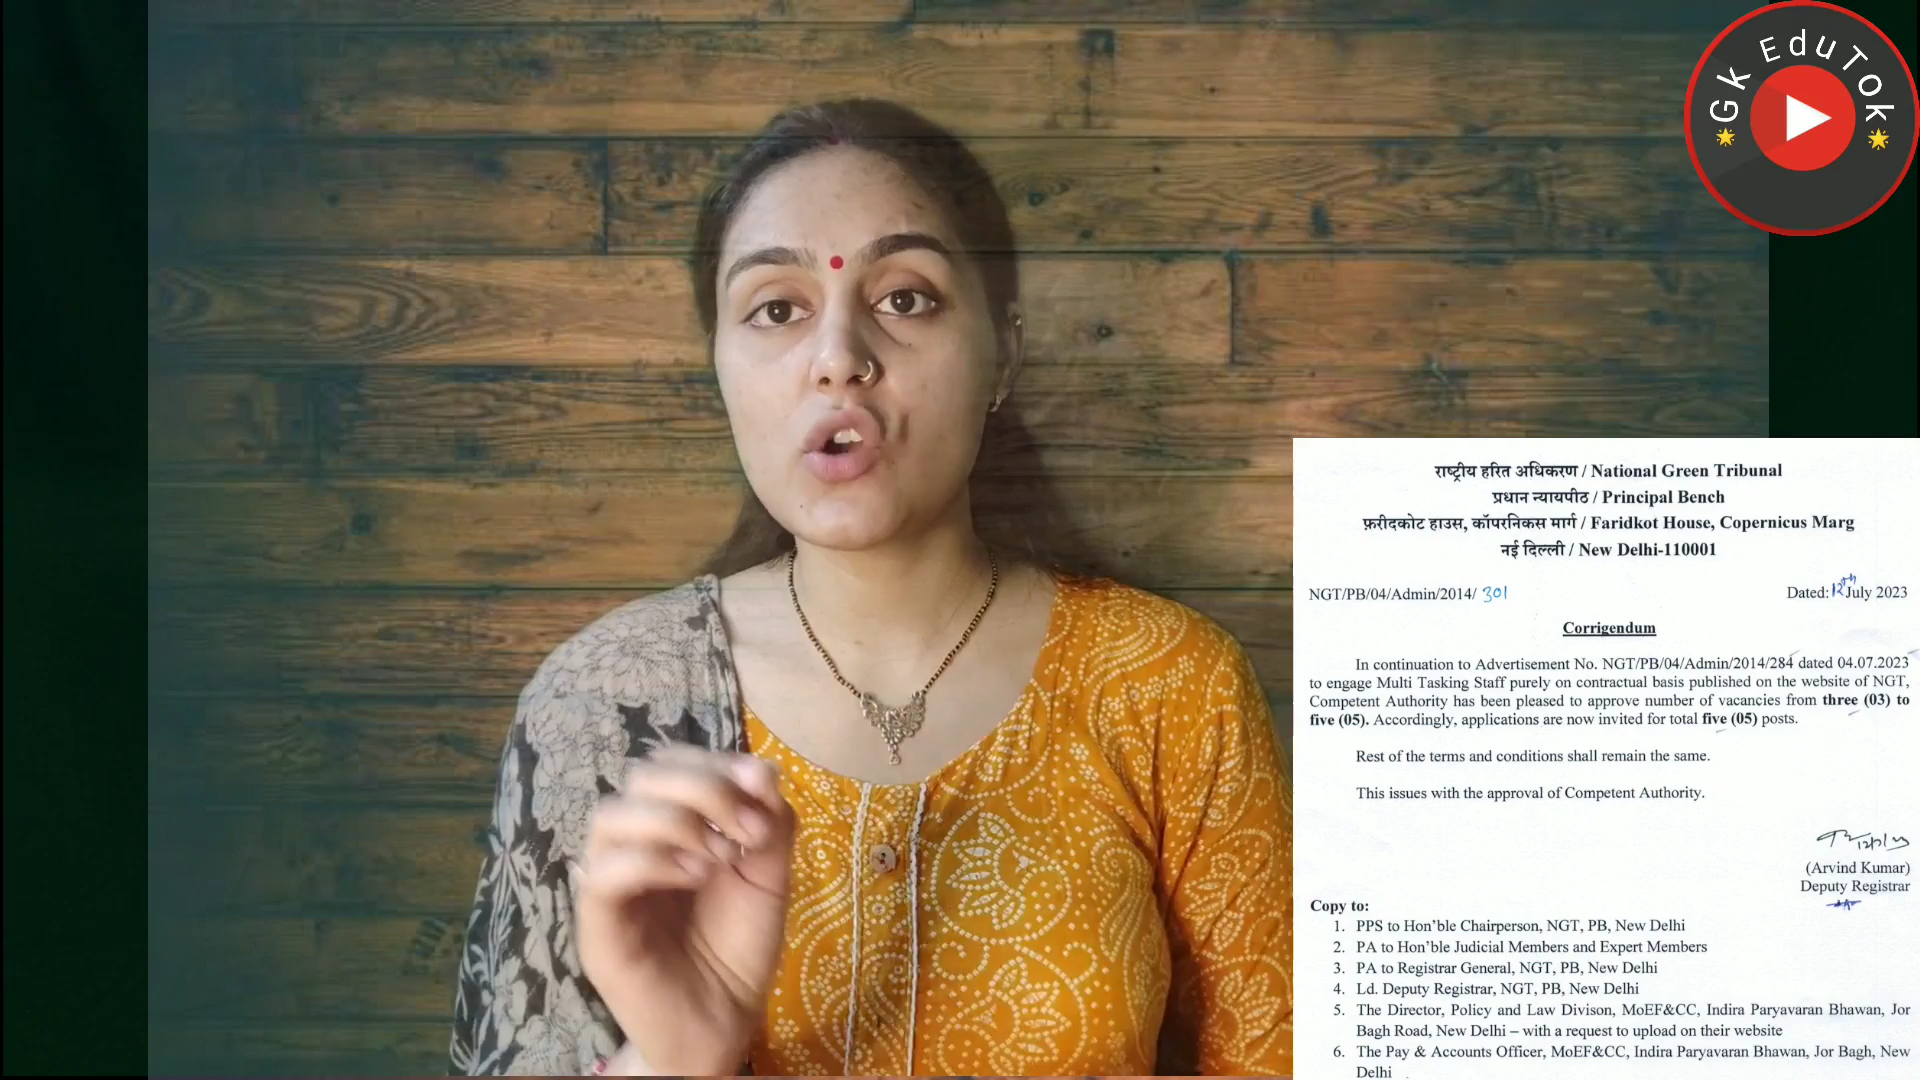 GK EduTok
राष्ट्रीय हरित अधिकरण / National Green Tribunal
प्रधान न्यायपीठ / Principal Bench
फ़रीदकोट हाउस, कॉपरनिकस मार्ग / Faridkot House, Copernicus Marg
नई दिल्ली / New Delhi-110001
NGT/PB/04/Admin/2014/ 301 Dated: 12th July 2023
Corrigendum
In continuation to Advertisement No. NGT/PB/04/Admin/2014/284 dated 04.07.2023
to engage Multi Tasking Staff purely on contractual basis published on the website of NGT,
Competent Authority has been pleased to approve number of vacancies from three (03) to
five (05). Accordingly, applications are now invited for total five (05) posts.
Rest of the terms and conditions shall remain the same.
This issues with the approval of Competent Authority.
(Arvind Kumar)
Deputy Registrar
Copy to:
1. PPS to Hon'ble Chairperson, NGT, PB, New Delhi
2. PA to Hon'ble Judicial Members and Expert Members
3. PA to Registrar General, NGT, PB, New Delhi
4. Ld. Deputy Registrar, NGT, PB, New Delhi
5. The Director, Policy and Law Divison, MoEF&CC, Indira Paryavaran Bhawan, Jor
Bagh Road, New Delhi – with a request to upload on their website
6. The Pay & Accounts Officer, MoEF&CC, Indira Paryavaran Bhawan, Jor Bagh, New
Delhi